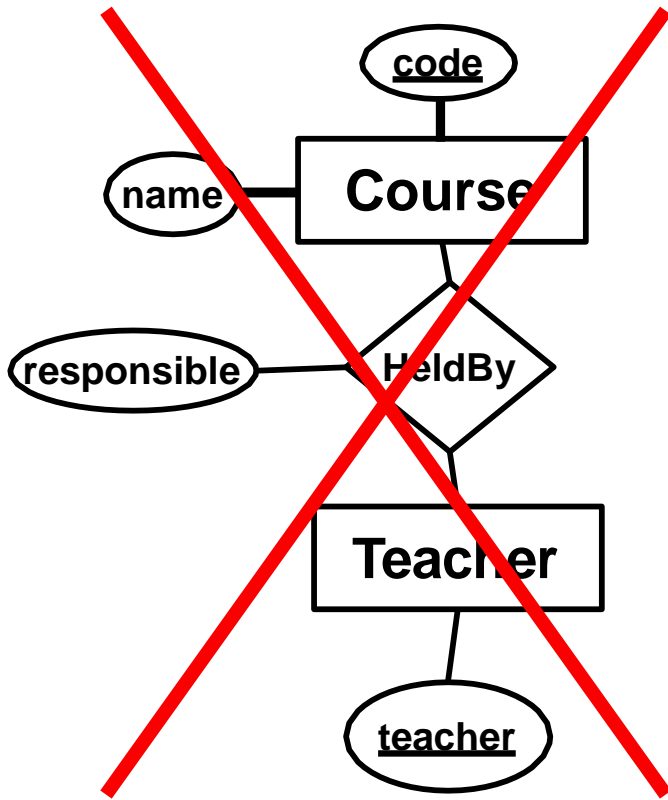 code
name
Course
responsible
HeldBy
Teacher
teacher